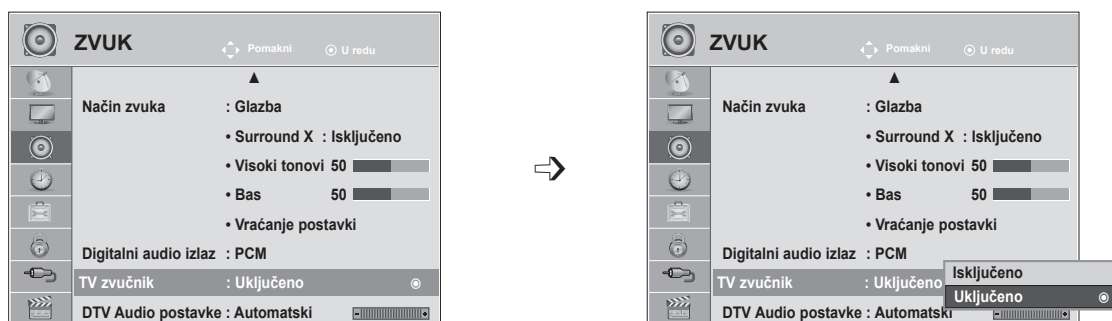 ZVUK Pomakni U redu
Način zvuka : Glazba
• Surround X : Isključeno
• Visoki tonovi 50
• Bas 50
• Vraćanje postavki
Digitalni audio izlaz : PCM
TV zvučnik : Uključeno
DTV Audio postavke : Automatski
ZVUK Pomakni U redu
Način zvuka : Glazba
• Surround X : Isključeno
• Visoki tonovi 50
• Bas 50
• Vraćanje postavki
Digitalni audio izlaz : PCM
TV zvučnik : Uključeno
Isključeno
Uključeno
DTV Audio postavke : Automatski